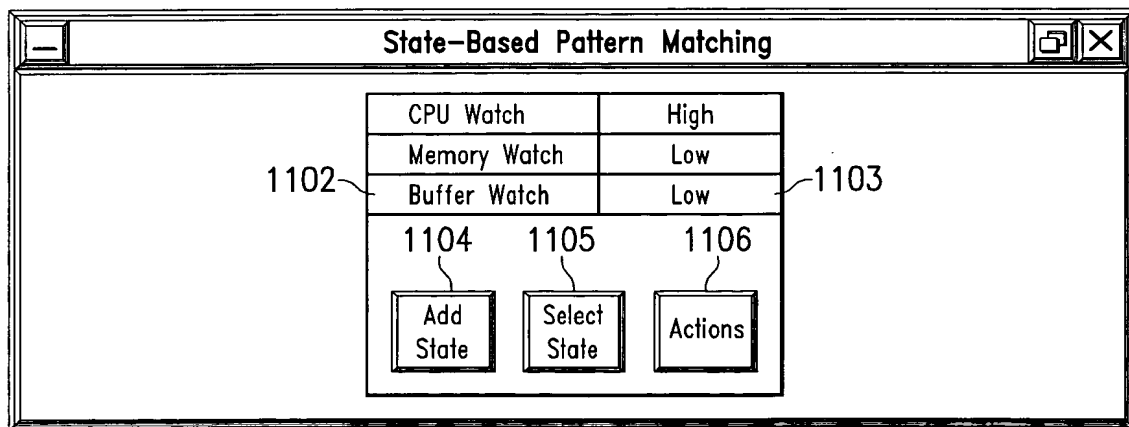 State-Based Pattern Matching
CPU Watch High
Memory Watch Low
1102 Buffer Watch Low 1103
1104 1105 1106
Add State
Select State
Actions